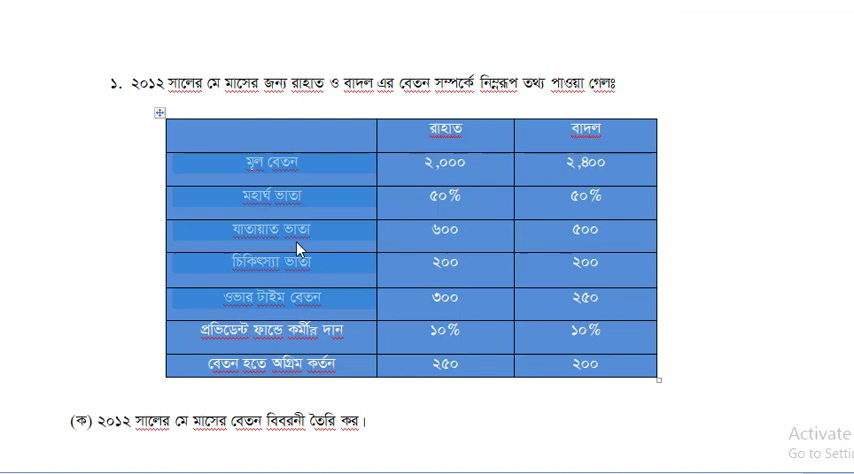 ১. ২০১২ সালের মে মাসের জন্য রাহাত ও বাদল এর বেতন সম্পর্কে নিম্নরূপ তথ্য পাওয়া গেলঃ
রাহাত বাদল
মূল বেতন ২,০০০ ২,৪০০
মহার্ঘ ভাতা ৫০% ৫০%
যাতায়াত ভাতা ৬০০ ৫০০
চিকিৎস্যা ভাতা ২০০ ২০০
ওভার টাইম বেতন ৩০০ ২৫০
প্রভিডেন্ট ফান্ডে কর্মীর দান ১০% ১০%
বেতন হতে অগ্রিম কর্তন ২৫০ ২০০
(ক) ২০১২ সালের মে মাসের বেতন বিবরনী তৈরি কর।
Activate
Go to Setti